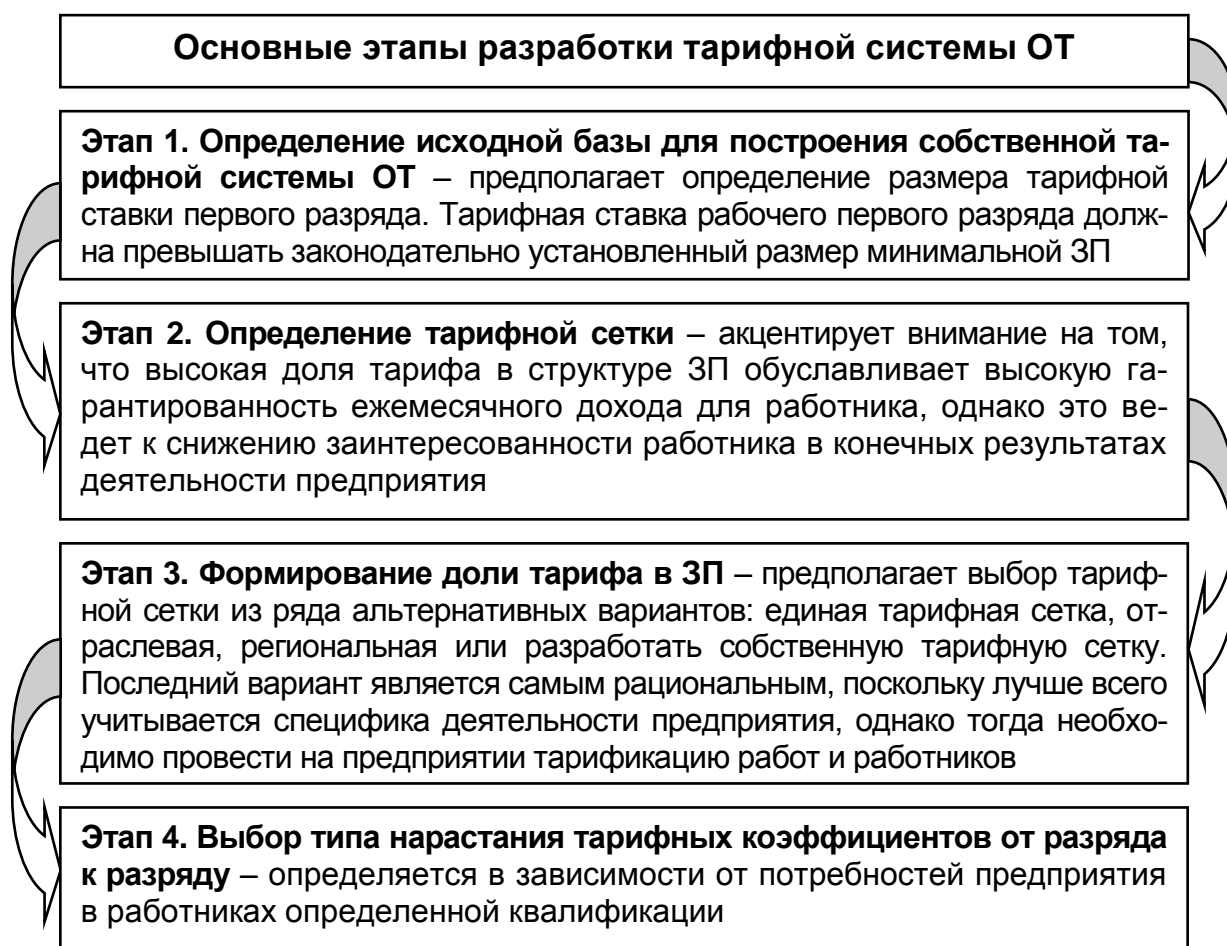 Основные этапы разработки тарифной системы ОТ
Этап 1. Определение исходной базы для построения собственной та-
рифной системы ОТ – предполагает определение размера тарифной
ставки первого разряда. Тарифная ставка рабочего первого разряда долж-
на превышать законодательно установленный размер минимальной ЗП
Этап 2. Определение тарифной сетки – акцентирует внимание на том,
что высокая доля тарифа в структуре ЗП обуславливает высокую га-
рантированность ежемесячного дохода для работника, однако это ве-
дет к снижению заинтересованности работника в конечных результатах
деятельности предприятия
Этап 3. Формирование доли тарифа в ЗП – предполагает выбор тариф-
ной сетки из ряда альтернативных вариантов: единая тарифная сетка, от-
раслевая, региональная или разработать собственную тарифную сетку.
Последний вариант является самым рациональным, поскольку лучше всего
учитывается специфика деятельности предприятия, однако тогда необхо-
димо провести на предприятии тарификацию работ и работников
Этап 4. Выбор типа нарастания тарифных коэффициентов от разряда
к разряду – определяется в зависимости от потребностей предприятия
в работниках определенной квалификации